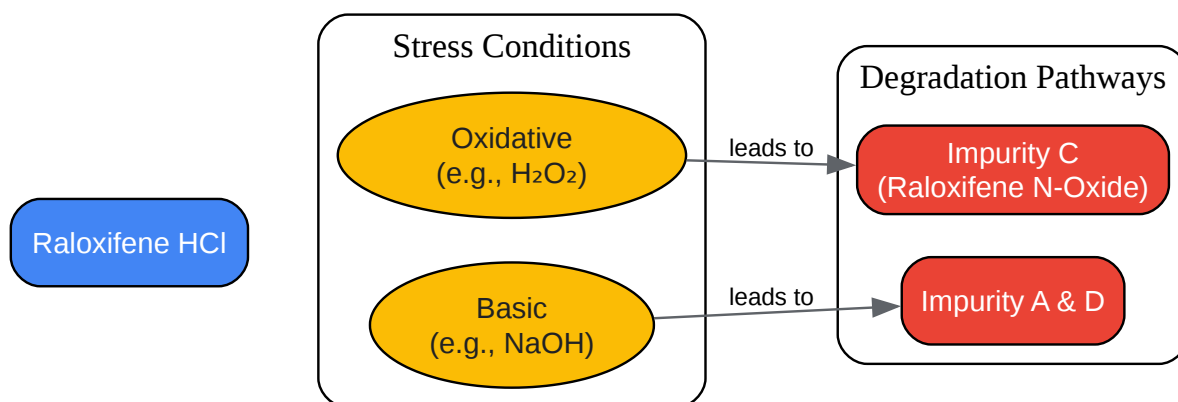 Raloxifene HCl
Stress Conditions
Oxidative
(e.g., H₂O₂)
Basic
(e.g., NaOH)
leads to
leads to
Degradation Pathways
Impurity C
(Raloxifene N-Oxide)
Impurity A & D